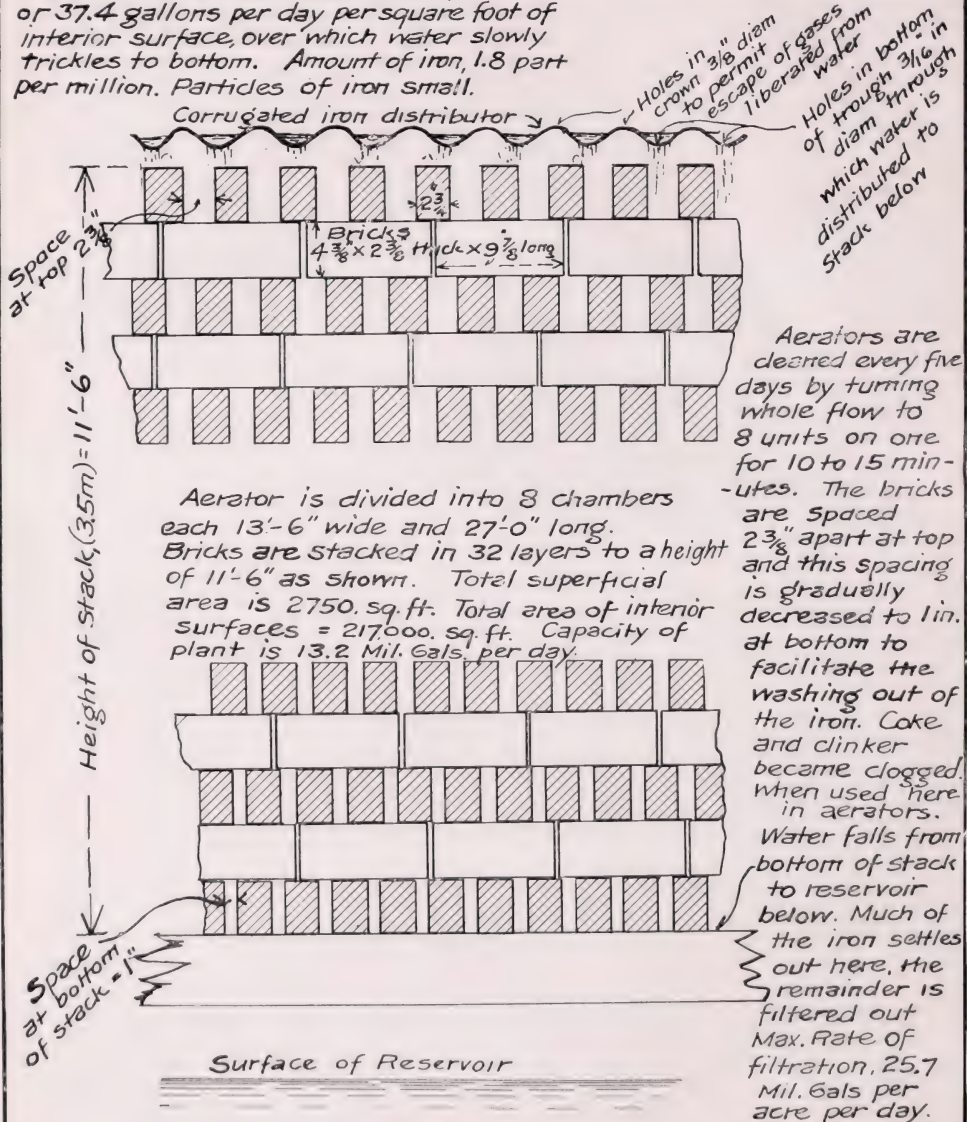 or 37.4 gallons per day per square foot of
interior surface, over which water slowly
trickles to bottom. Amount of iron, 1.8 part
per million. Particles of iron small.
Corrugated iron distributor
Holes in
crown 3/8" diam
to permit
escape of gases
liberated from
water
Holes in bottom
of through 3/16" in
diam through
which water is
distributed to
stack below
Space
at top 2 3/8"
2 3/4"
Bricks
4 3/8" x 2 3/8" thick x 9 7/8" long
Height of Stack, (3.5m) = 11'-6"
Aerators are
cleaned every five
days by turning
whole flow to
8 units on one
for 10 to 15 min-
-utes. The bricks
are spaced
2 3/8" apart at top
and this spacing
is gradually
decreased to 1 in.
at bottom to
facilitate the
washing out of
the iron. Coke
and clinker
became clogged
when used here
in aerators.
Aerator is divided into 8 chambers
each 13'-6" wide and 27'-0" long.
Bricks are stacked in 32 layers to a height
of 11'-6" as shown. Total superficial
area is 2750. sq. ft. Total area of interior
surfaces = 217,000. sq. ft. Capacity of
plant is 13.2 Mil. Gals. per day.
Water falls from
bottom of stack
to reservoir
below. Much of
the iron settles
out here, the
remainder is
filtered out
Max. Rate of
filtration, 25.7
Mil. Gals per
acre per day.
Space
at bottom
of stack = 1"
Surface of Reservoir